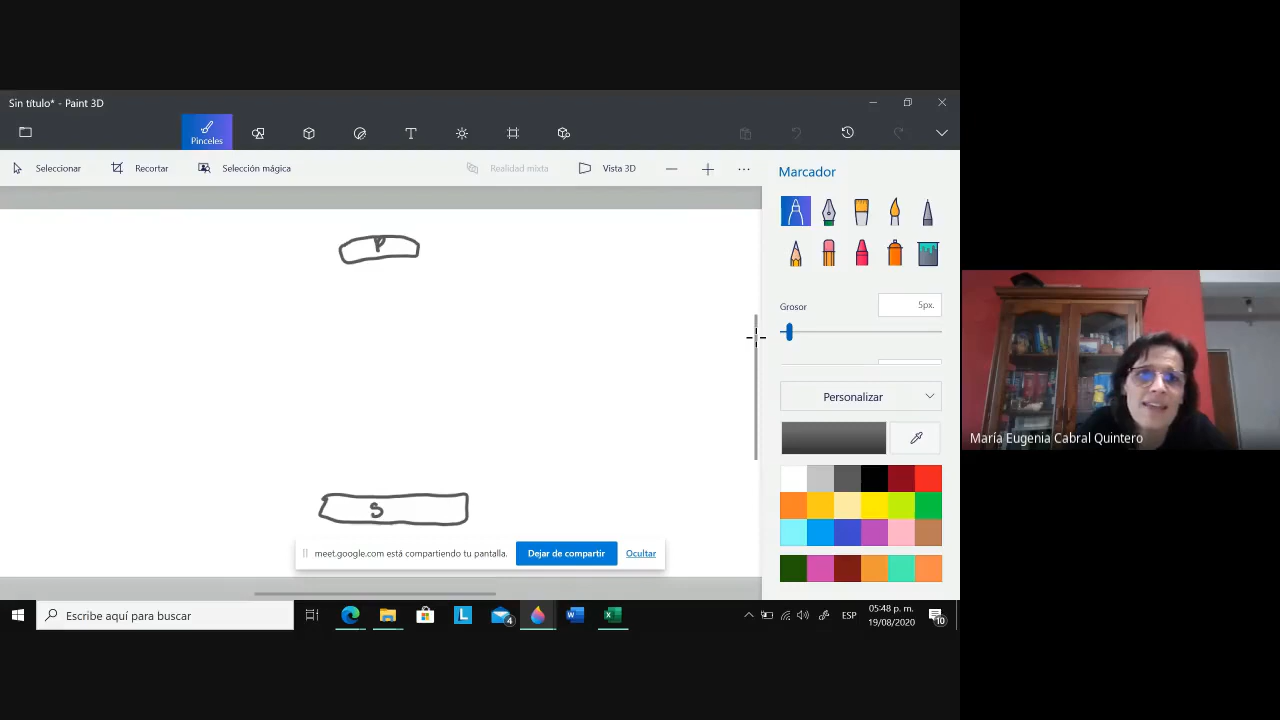 Sin título* - Paint 3D
Pinceles
Seleccionar
Recortar
Selección mágica
Realidad mixta
Vista 3D
Marcador
P
Grosor
5px.
Personalizar
S
meet.google.com está compartiendo tu pantalla.
Dejar de compartir
Ocultar
María Eugenia Cabral Quintero
Escribe aquí para buscar
4
ESP
05:48 p. m.
19/08/2020
10